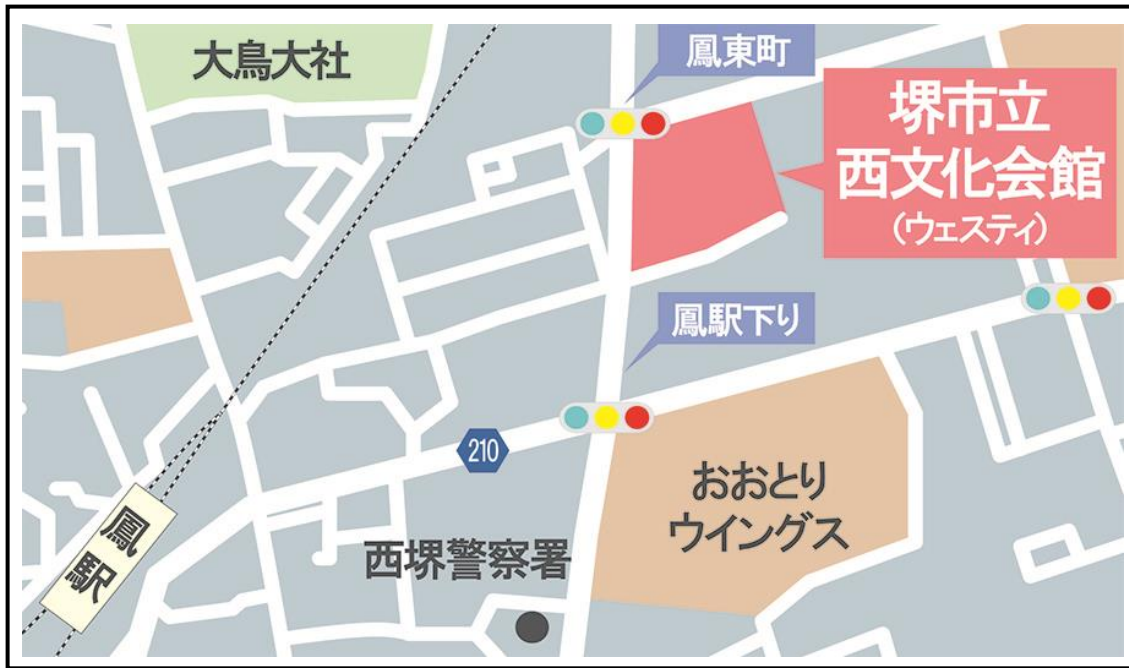 大鳥大社
鳳東町
堺市立
西文化会館
(ウェスティ)
鳳駅下り
210
おおとり
ウイングス
西堺警察署
鳳駅